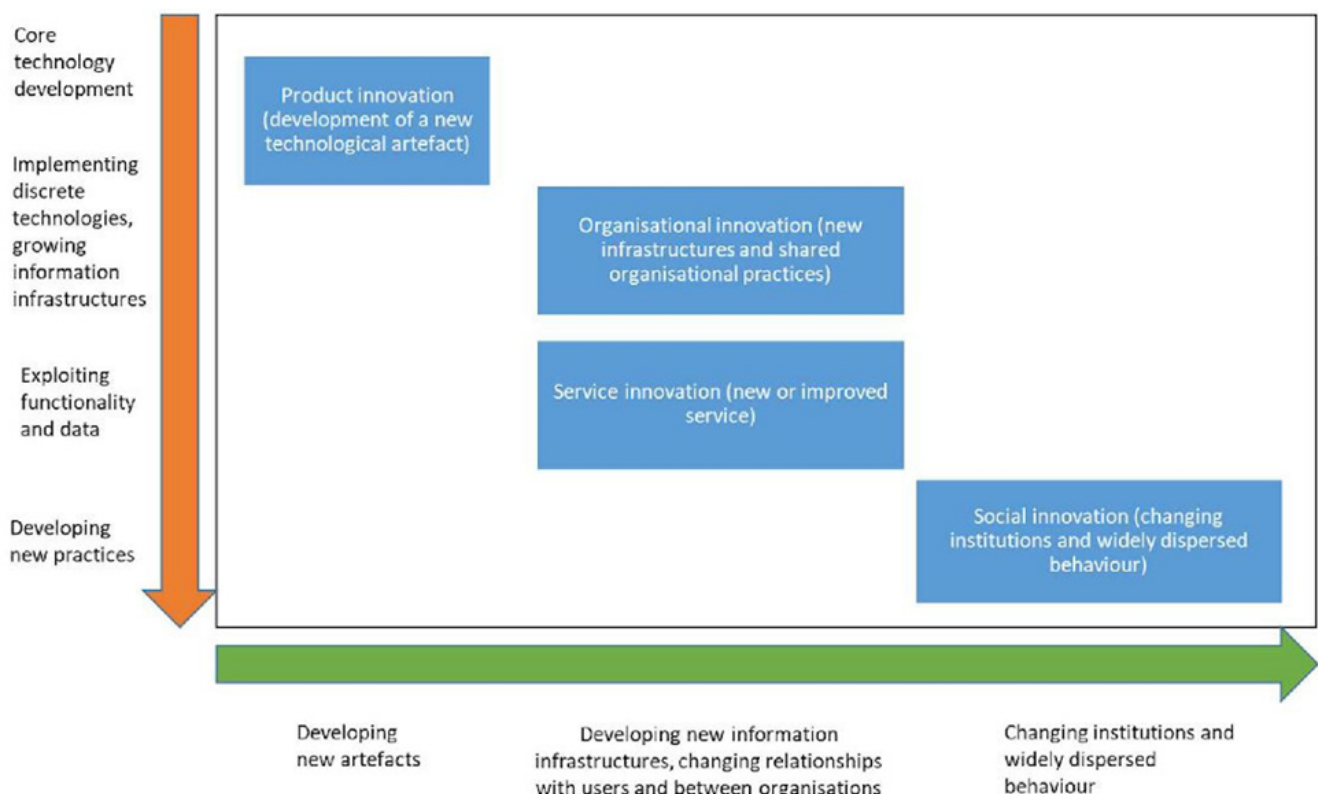 Core
technology
development
Implementing
discrete
technologies,
growing
information
infrastructures
Exploiting
functionality
and data
Developing
new practices
Product innovation
(development of a new
technological artefact)
Organisational innovation (new
infrastructures and shared
organisational practices)
Service innovation (new or improved
service)
Social innovation (changing
institutions and widely dispersed
behaviour)
Developing
new artefacts
Developing new information
infrastructures, changing relationships
with users and between organisations
Changing institutions and
widely dispersed
behaviour